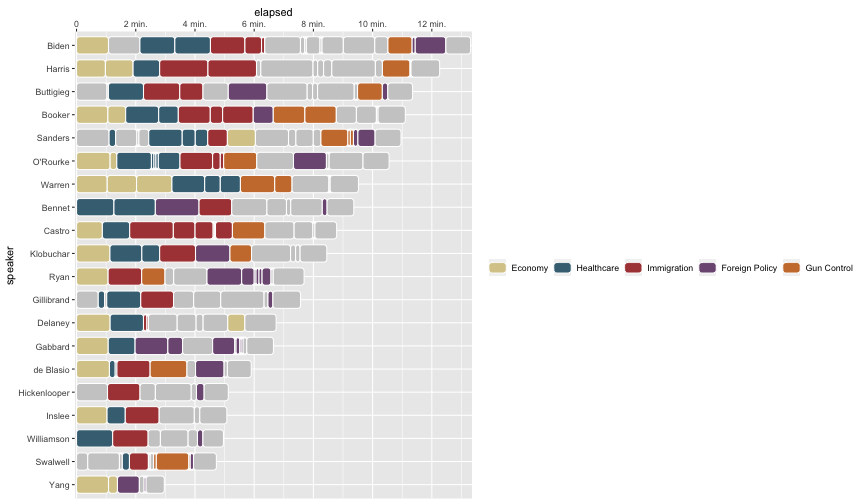 elapsed
0 2 min. 4 min. 6 min. 8 min. 10 min. 12 min.
speaker
Biden
Harris
Buttigieg
Booker
Sanders
O'Rourke
Warren
Bennet
Castro
Klobuchar
Ryan
Gillibrand
Delaney
Gabbard
de Blasio
Hickenlooper
Inslee
Williamson
Swalwell
Yang
Economy Healthcare Immigration Foreign Policy Gun Control